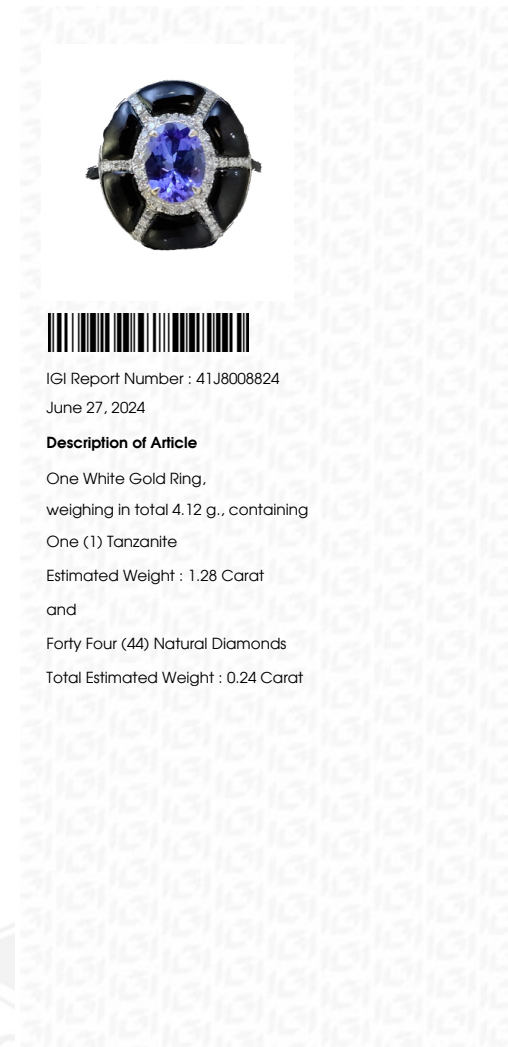 IGI Report Number : 41J8008824
June 27, 2024
Description of Article
One White Gold Ring,
weighing in total 4.12 g., containing
One (1) Tanzanite
Estimated Weight : 1.28 Carat
and
Forty Four (44) Natural Diamonds
Total Estimated Weight : 0.24 Carat